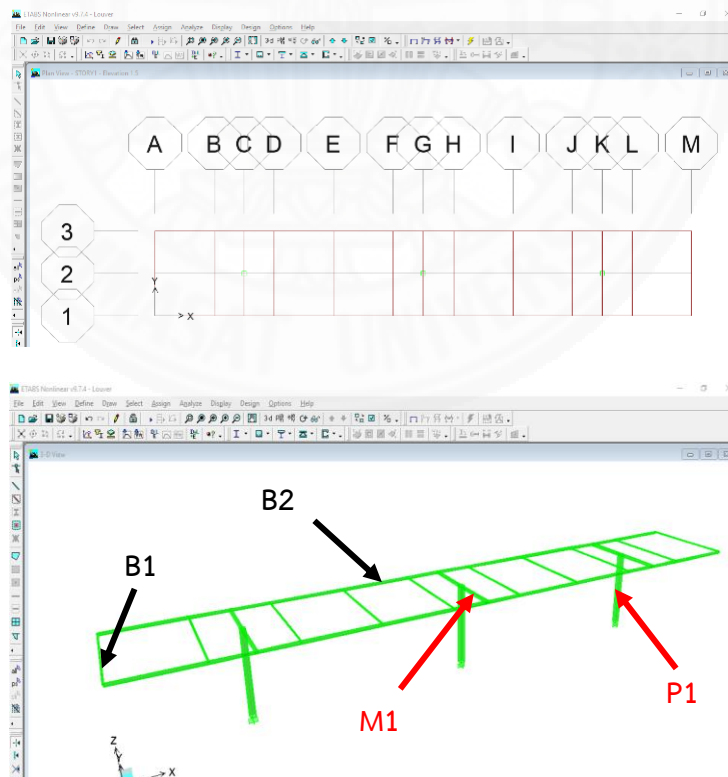 ETABS Nonlinear v9.7.4 - Louver
File Edit View Define Draw Select Assign Analyze Display Design Options Help
Plan View - STORY1 - Elevation 1.5
A B C D E F G H I J K L M
3
2
1
Y
X
ETABS Nonlinear v9.7.4 - Louver
File Edit View Define Draw Select Assign Analyze Display Design Options Help
3-D View
B2
B1
P1
M1
Z
Y
X